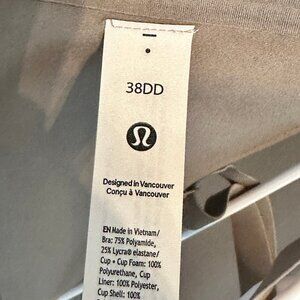 38DD
Designed in Vancouver
Conçu à Vancouver
EN Made in Vietnam/
Bra: 75% Polyamide,
25% Lycra® elastane/
Cup • Cup Foam: 100%
Polyurethane, Cup
Liner: 100% Polyester,
Cup Shell: 100%